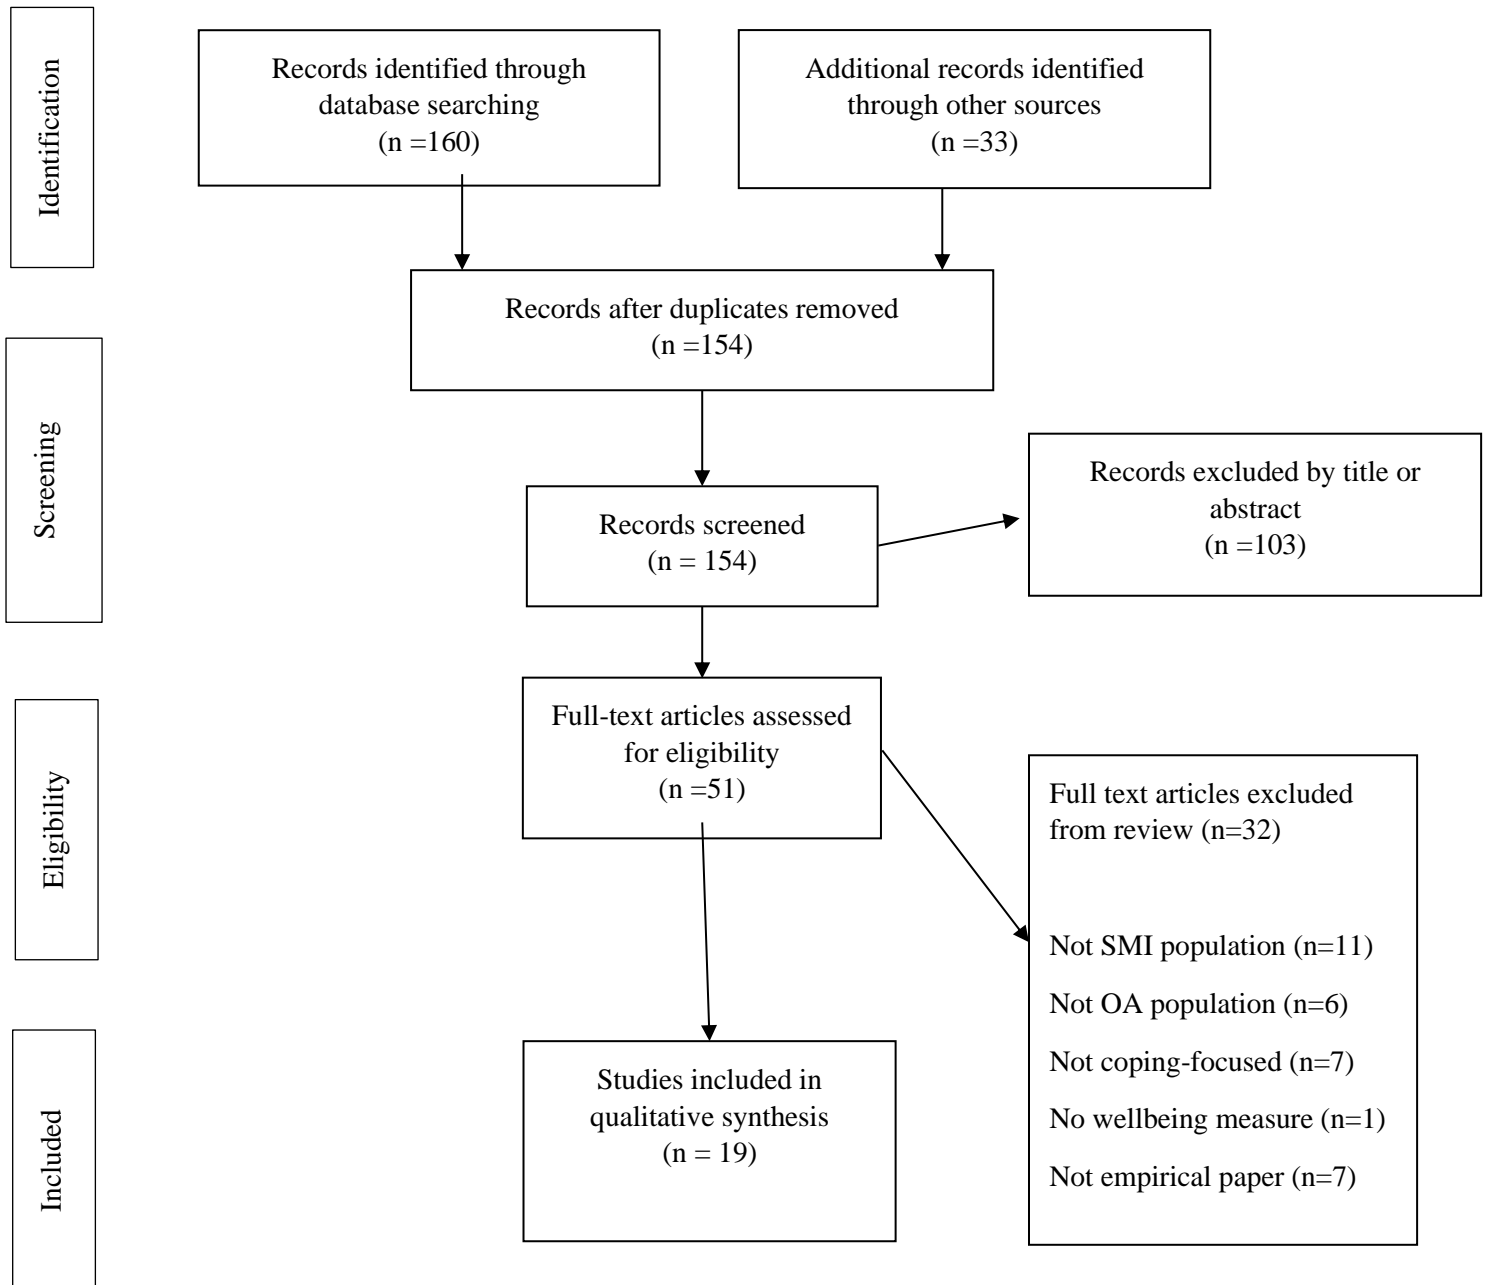 Identification
Records identified through
database searching
(n =160)
Additional records identified
through other sources
(n =33)
Records after duplicates removed
(n =154)
Screening
Records screened
(n = 154)
Records excluded by title or
abstract
(n =103)
Eligibility
Full-text articles assessed
for eligibility
(n =51)
Full text articles excluded
from review (n=32)
Not SMI population (n=11)
Not OA population (n=6)
Not coping-focused (n=7)
No wellbeing measure (n=1)
Not empirical paper (n=7)
Included
Studies included in
qualitative synthesis
(n = 19)